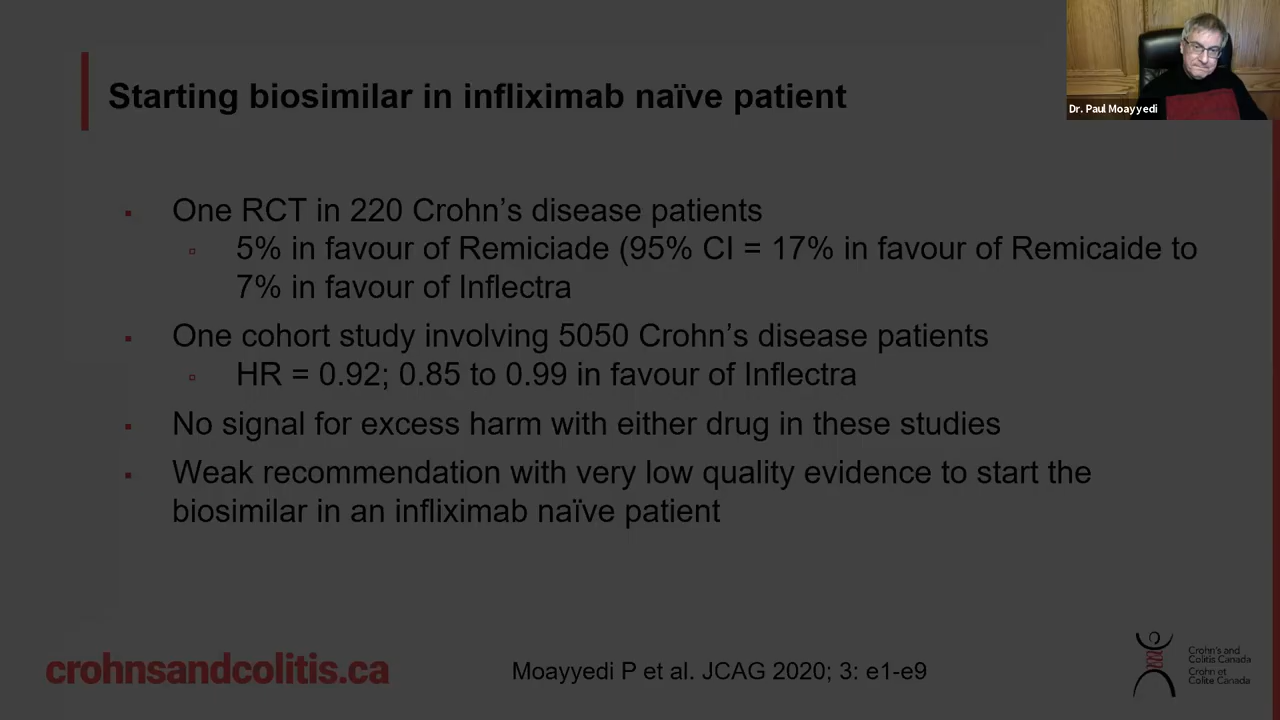 Dr. Paul Moayyedi
Starting biosimilar in infliximab naïve patient
▪ One RCT in 220 Crohn's disease patients
▫ 5% in favour of Remiciade (95% CI = 17% in favour of Remicaide to
7% in favour of Inflectra
▪ One cohort study involving 5050 Crohn's disease patients
▫ HR = 0.92; 0.85 to 0.99 in favour of Inflectra
▪ No signal for excess harm with either drug in these studies
▪ Weak recommendation with very low quality evidence to start the
biosimilar in an infliximab naïve patient
crohnsandcolitis.ca
Moayyedi P et al. JCAG 2020; 3: e1-e9
Crohn's and
Colitis Canada
Crohn et
Colite Canada